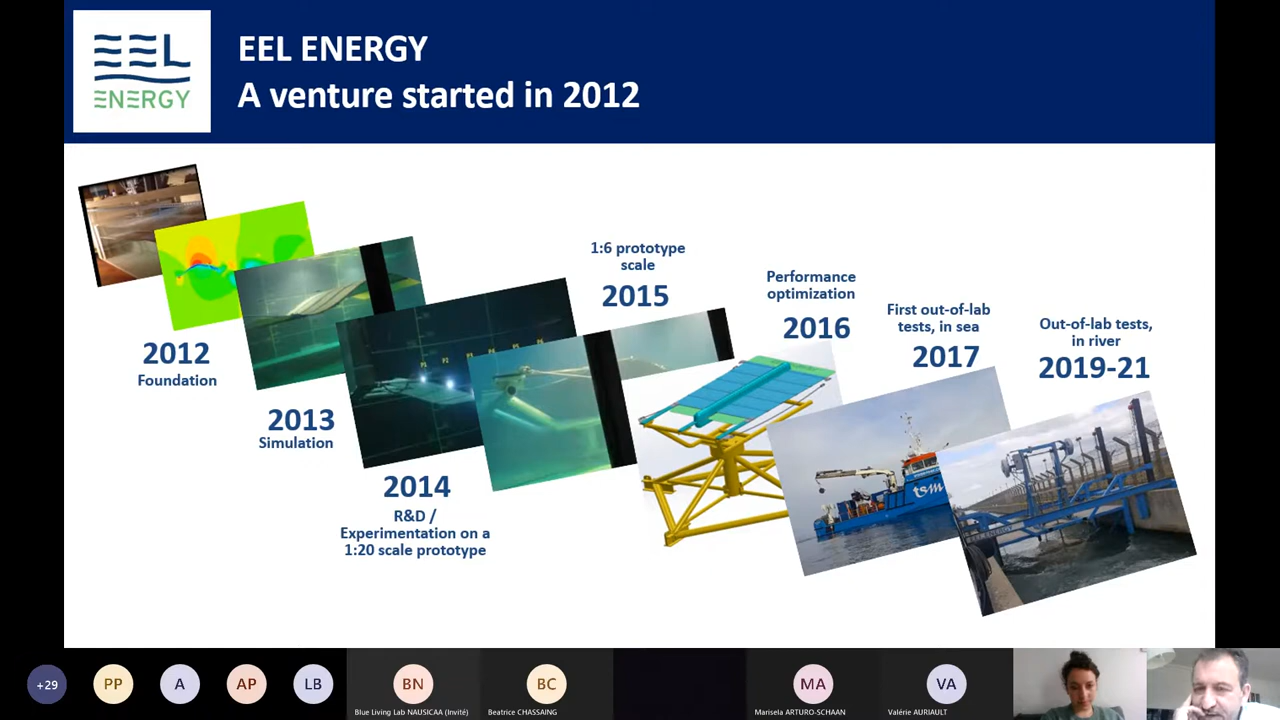 EEL
ENERGY
EEL ENERGY
A venture started in 2012
2012
Foundation
2013
Simulation
2014
R&D /
Experimentation on a
1:20 scale prototype
1:6 prototype
scale
2015
Performance
optimization
2016
First out-of-lab
tests, in sea
2017
Out-of-lab tests,
in river
2019-21
tsm
EEL ENERGY
+29
PP
A
AP
LB
BN
Blue Living Lab NAUSICAA (Invité)
BC
Beatrice CHASSAING
MA
Marisela ARTURO-SCHAAN
VA
Valérie AURIAULT